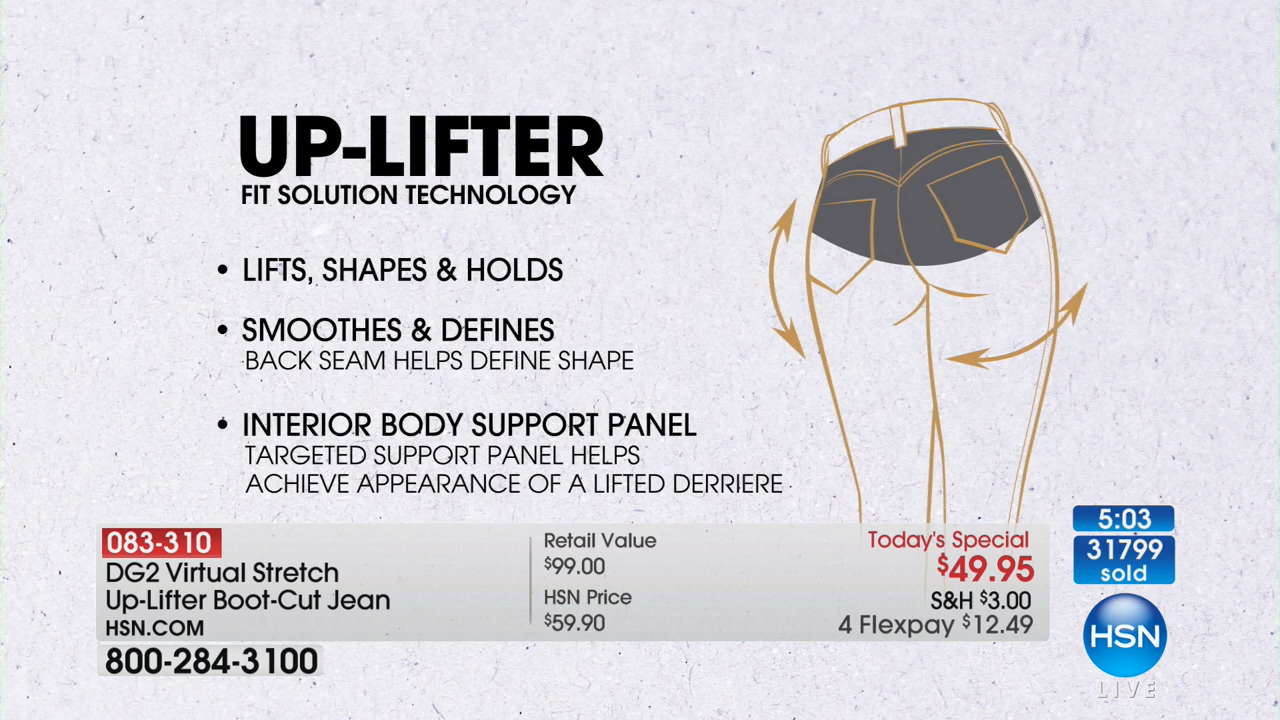 UP-LIFTER
FIT SOLUTION TECHNOLOGY
• LIFTS, SHAPES & HOLDS
• SMOOTHES & DEFINES
BACK SEAM HELPS DEFINE SHAPE
• INTERIOR BODY SUPPORT PANEL
TARGETED SUPPORT PANEL HELPS
ACHIEVE APPEARANCE OF A LIFTED DERRIERE
083-310
DG2 Virtual Stretch
Up-Lifter Boot-Cut Jean
HSN.COM
800-284-3100
Retail Value
$99.00
HSN Price
$59.90
Today's Special
$49.95
S&H $3.00
4 Flexpay $12.49
5:03
31799
sold
HSN
LIVE